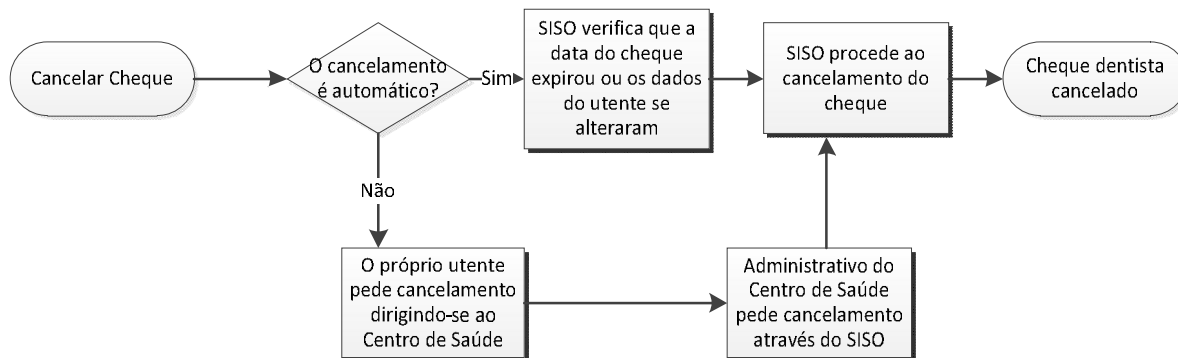 Cancelar Cheque
O cancelamento
é automático?
Sim
SISO verifica que a
data do cheque
expirou ou os dados
do utente se
alteraram
SISO procede ao
cancelamento do
cheque
Cheque dentista
cancelado
Não
O próprio utente
pede cancelamento
dirigindo-se ao
Centro de Saúde
Administrativo do
Centro de Saúde
pede cancelamento
através do SISO